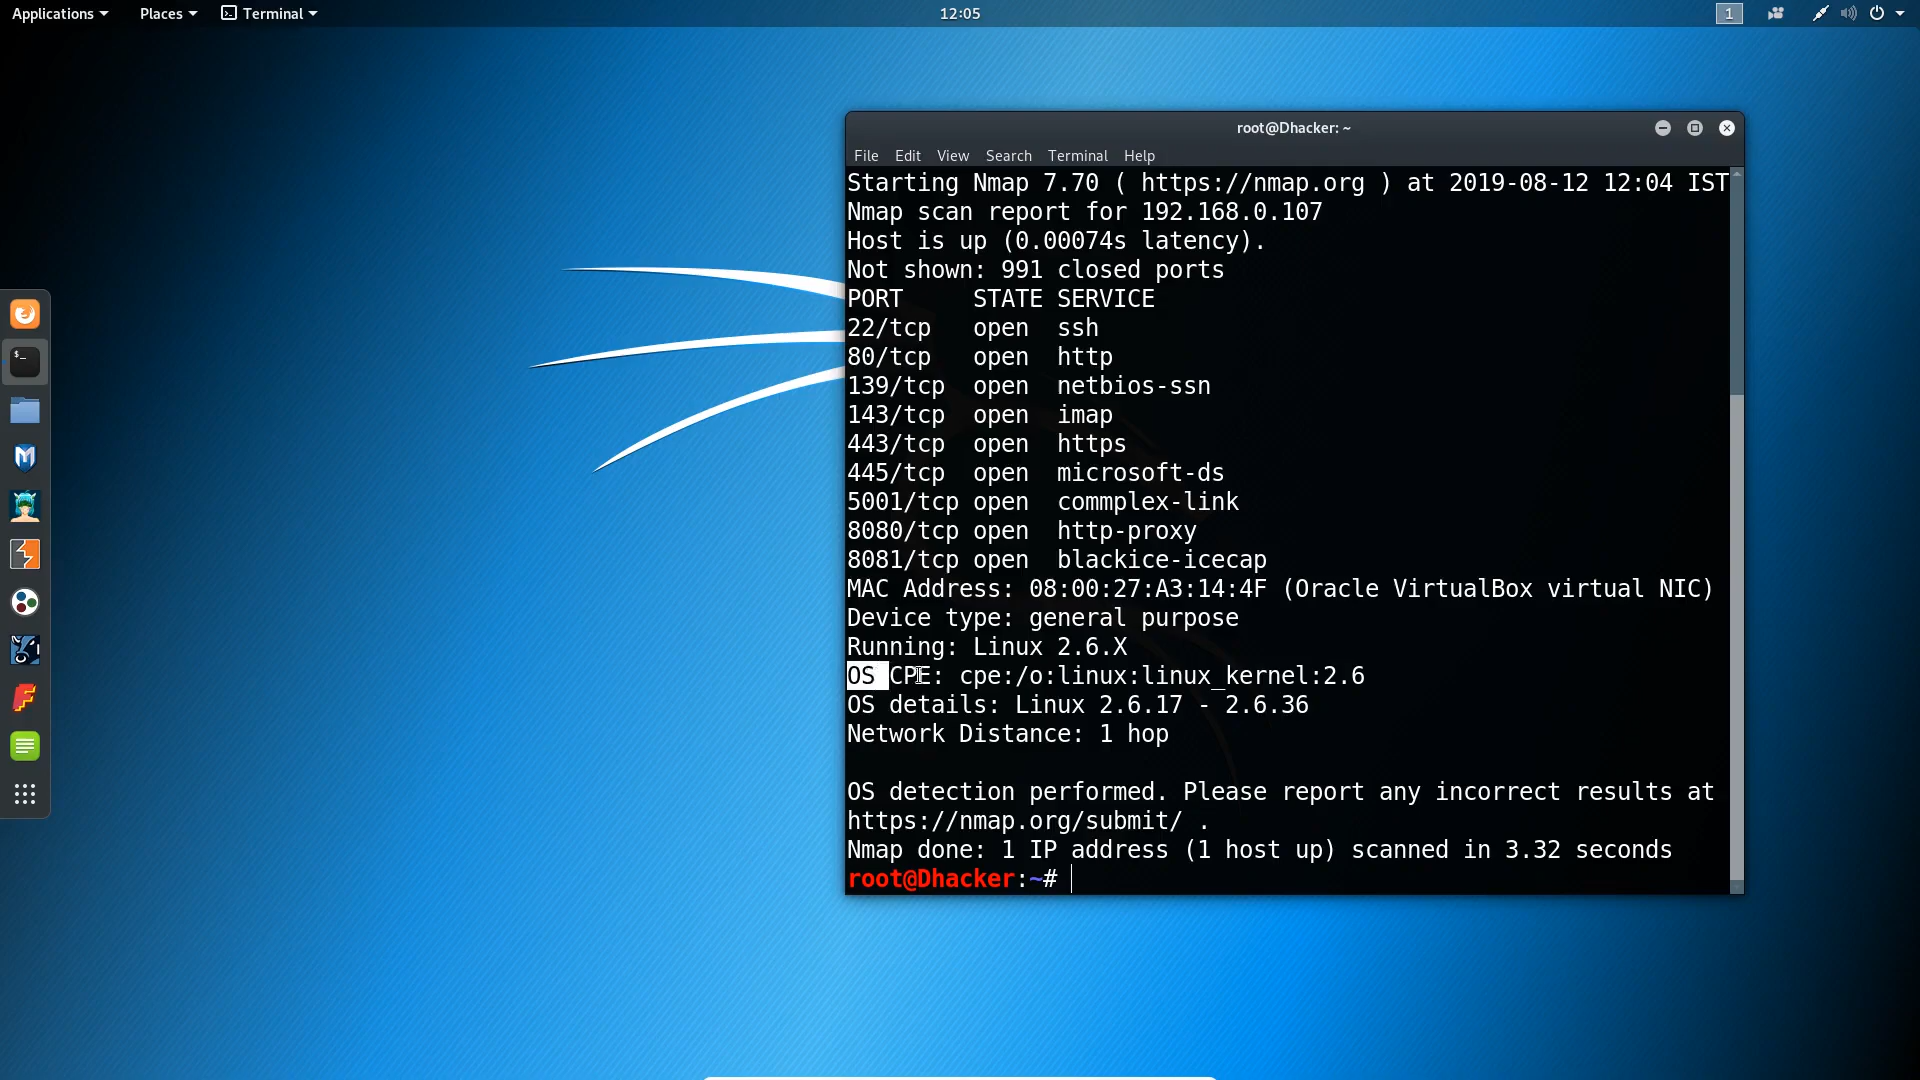 Applications Places Terminal 12:05 1
root@Dhacker: ~
File Edit View Search Terminal Help
Starting Nmap 7.70 ( https://nmap.org ) at 2019-08-12 12:04 IST
Nmap scan report for 192.168.0.107
Host is up (0.00074s latency).
Not shown: 991 closed ports
PORT     STATE SERVICE
22/tcp   open  ssh
80/tcp   open  http
139/tcp  open  netbios-ssn
143/tcp  open  imap
443/tcp  open  https
445/tcp  open  microsoft-ds
5001/tcp open  commplex-link
8080/tcp open  http-proxy
8081/tcp open  blackice-icecap
MAC Address: 08:00:27:A3:14:4F (Oracle VirtualBox virtual NIC)
Device type: general purpose
Running: Linux 2.6.X
OS CPE: cpe:/o:linux:linux_kernel:2.6
OS details: Linux 2.6.17 - 2.6.36
Network Distance: 1 hop
OS detection performed. Please report any incorrect results at
https://nmap.org/submit/ .
Nmap done: 1 IP address (1 host up) scanned in 3.32 seconds
root@Dhacker:~#